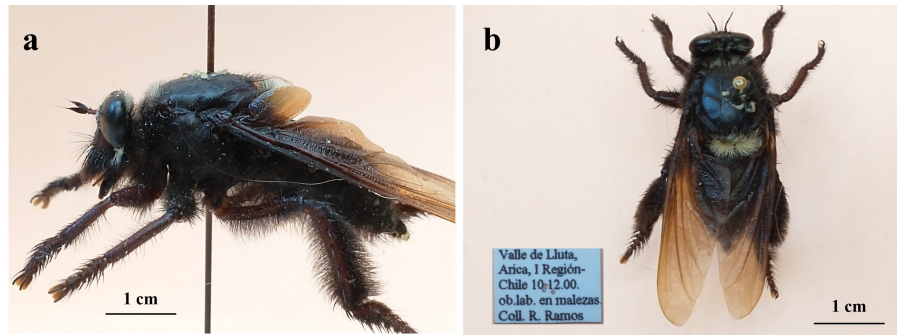 a
b
Valle de Lluta,
Arica, I Región-
Chile 10.12.00.
ob.lab. en malezas.
Coll. R. Ramos
1 cm
1 cm